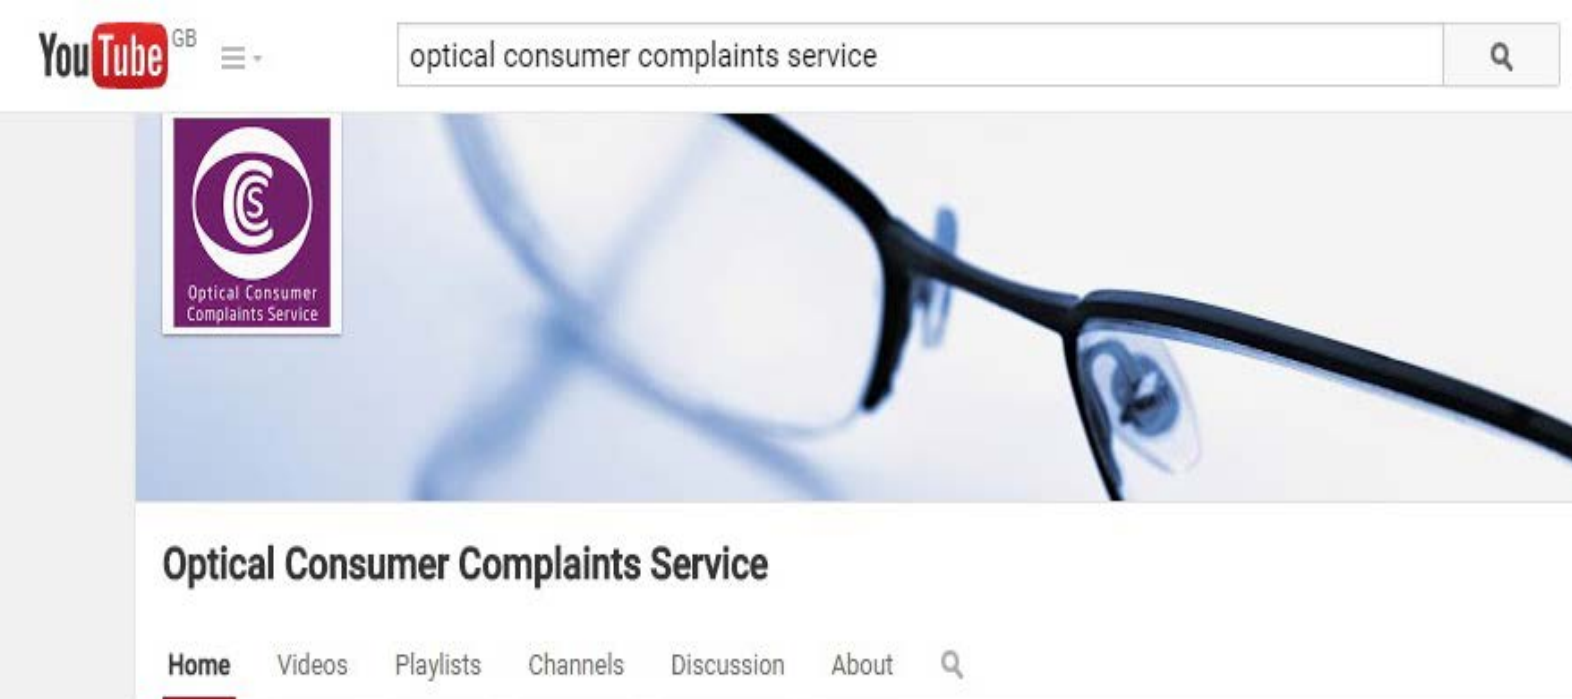 YouTube GB
optical consumer complaints service
OCCS
Optical Consumer
Complaints Service
Optical Consumer Complaints Service
Home Videos Playlists Channels Discussion About